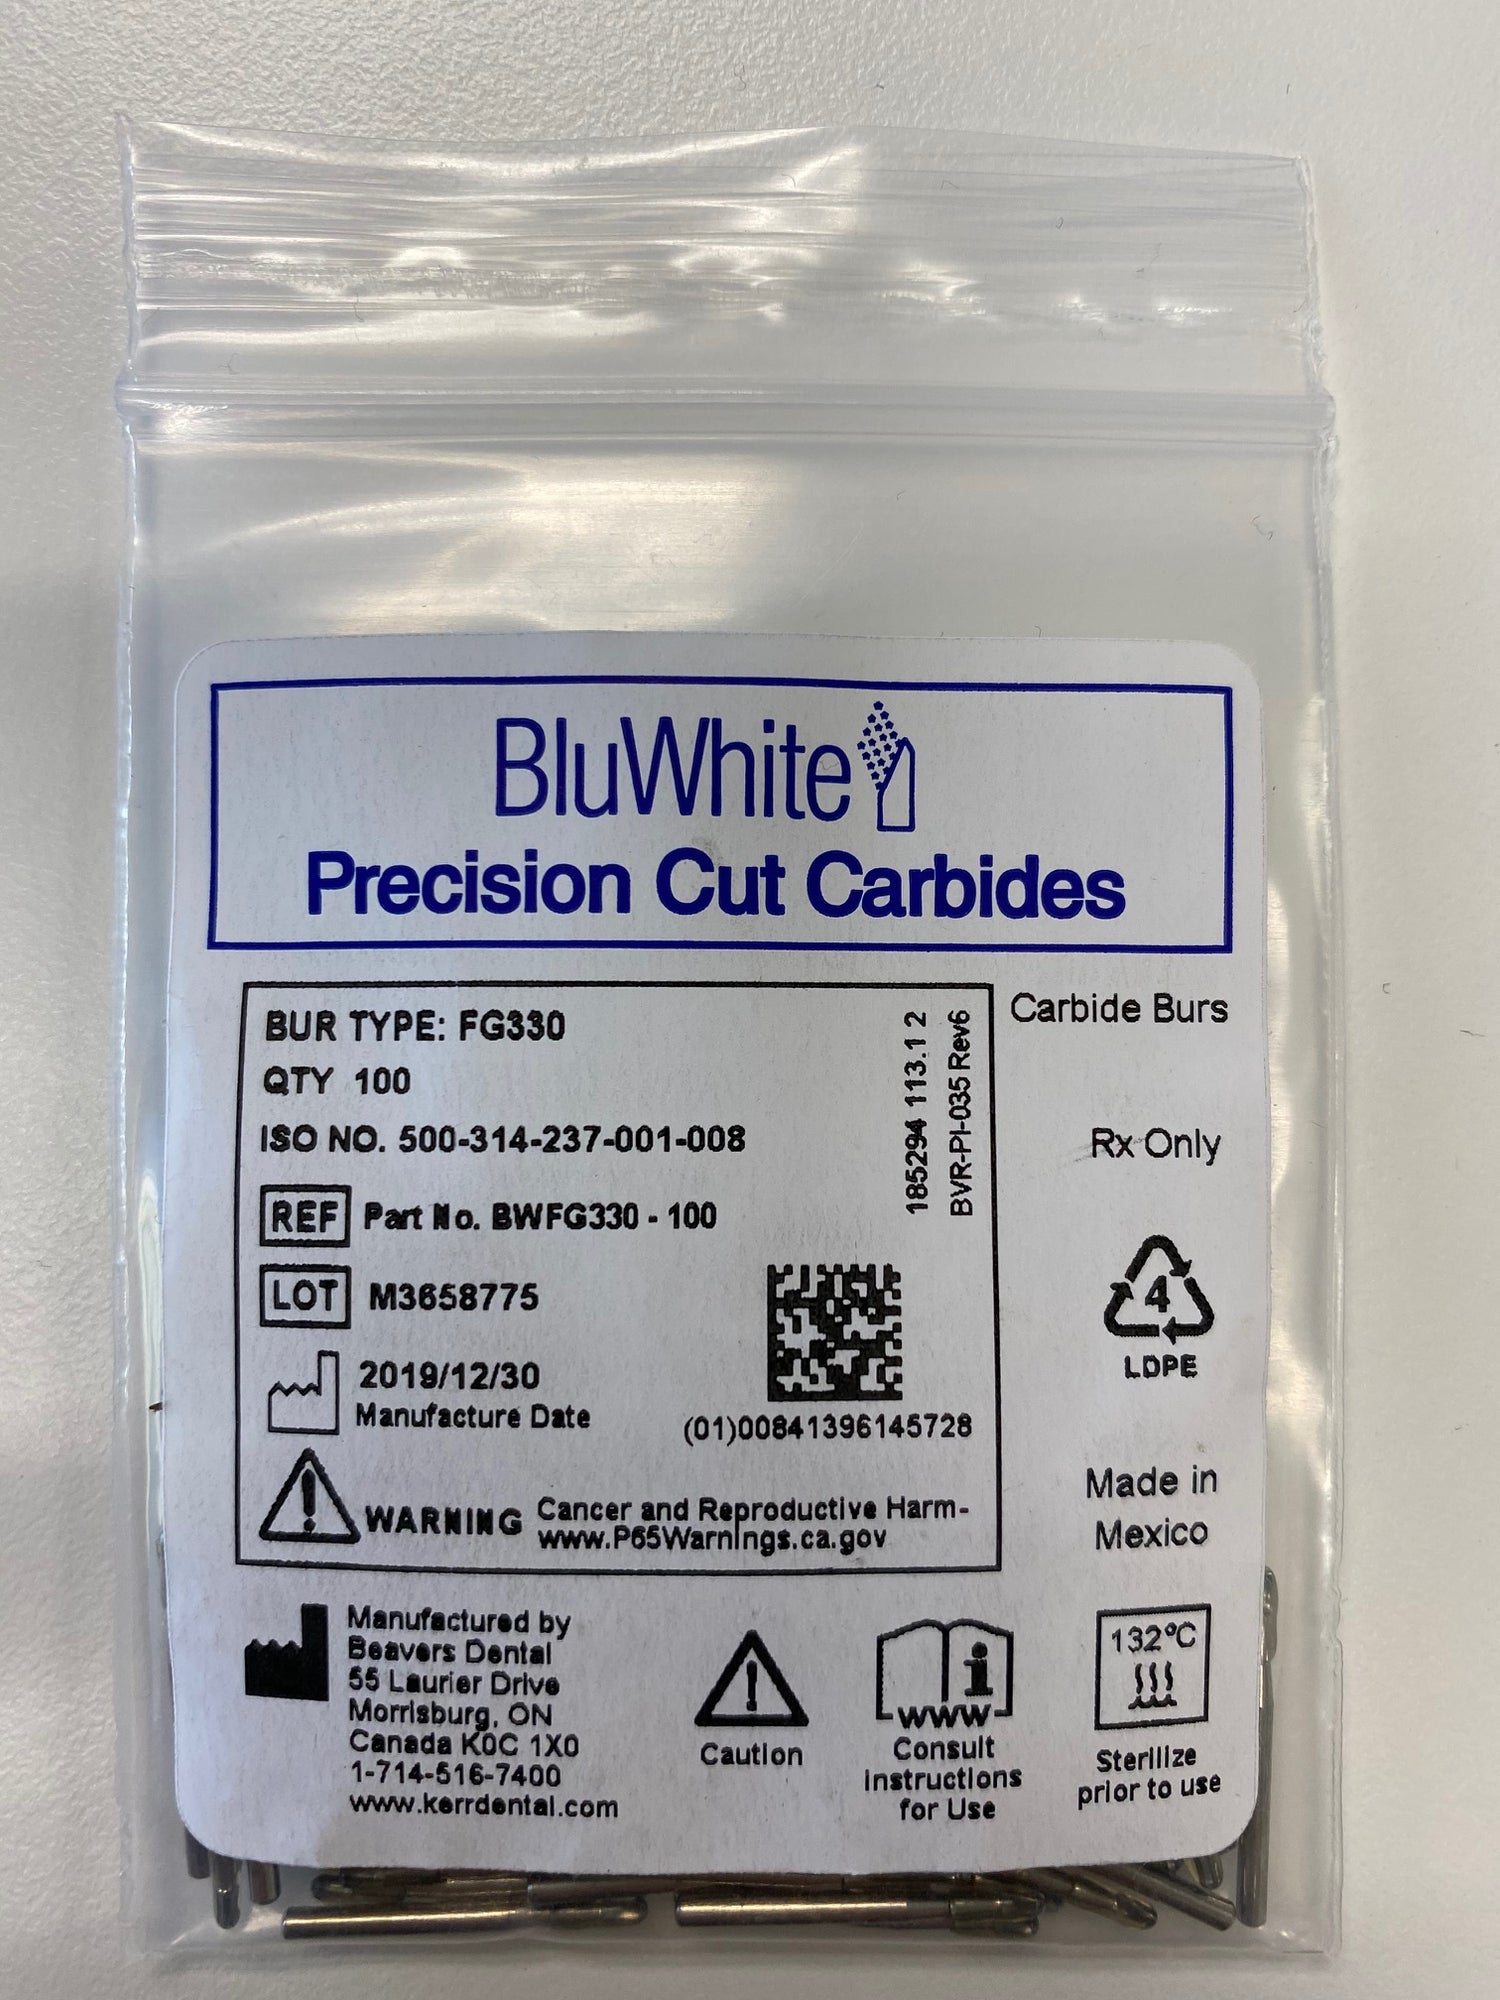 BluWhite
Precision Cut Carbides
BUR TYPE: FG330
QTY 100
ISO NO. 500-314-237-001-008
REF Part No. BWFG330 - 100
LOT M3658775
2019/12/30
Manufacture Date
185294 113.1 2
BVR-PI-035 Rev6
(01)00841396145728
WARNING Cancer and Reproductive Harm-
www.P65Warnings.ca.gov
Carbide Burs
Rx Only
4
LDPE
Made in
Mexico
Manufactured by
Beavers Dental
55 Laurier Drive
Morrisburg, ON
Canada K0C 1X0
1-714-516-7400
www.kerrdental.com
Caution
i
www
Consult
Instructions
for Use
132°C
Sterilize
prior to use